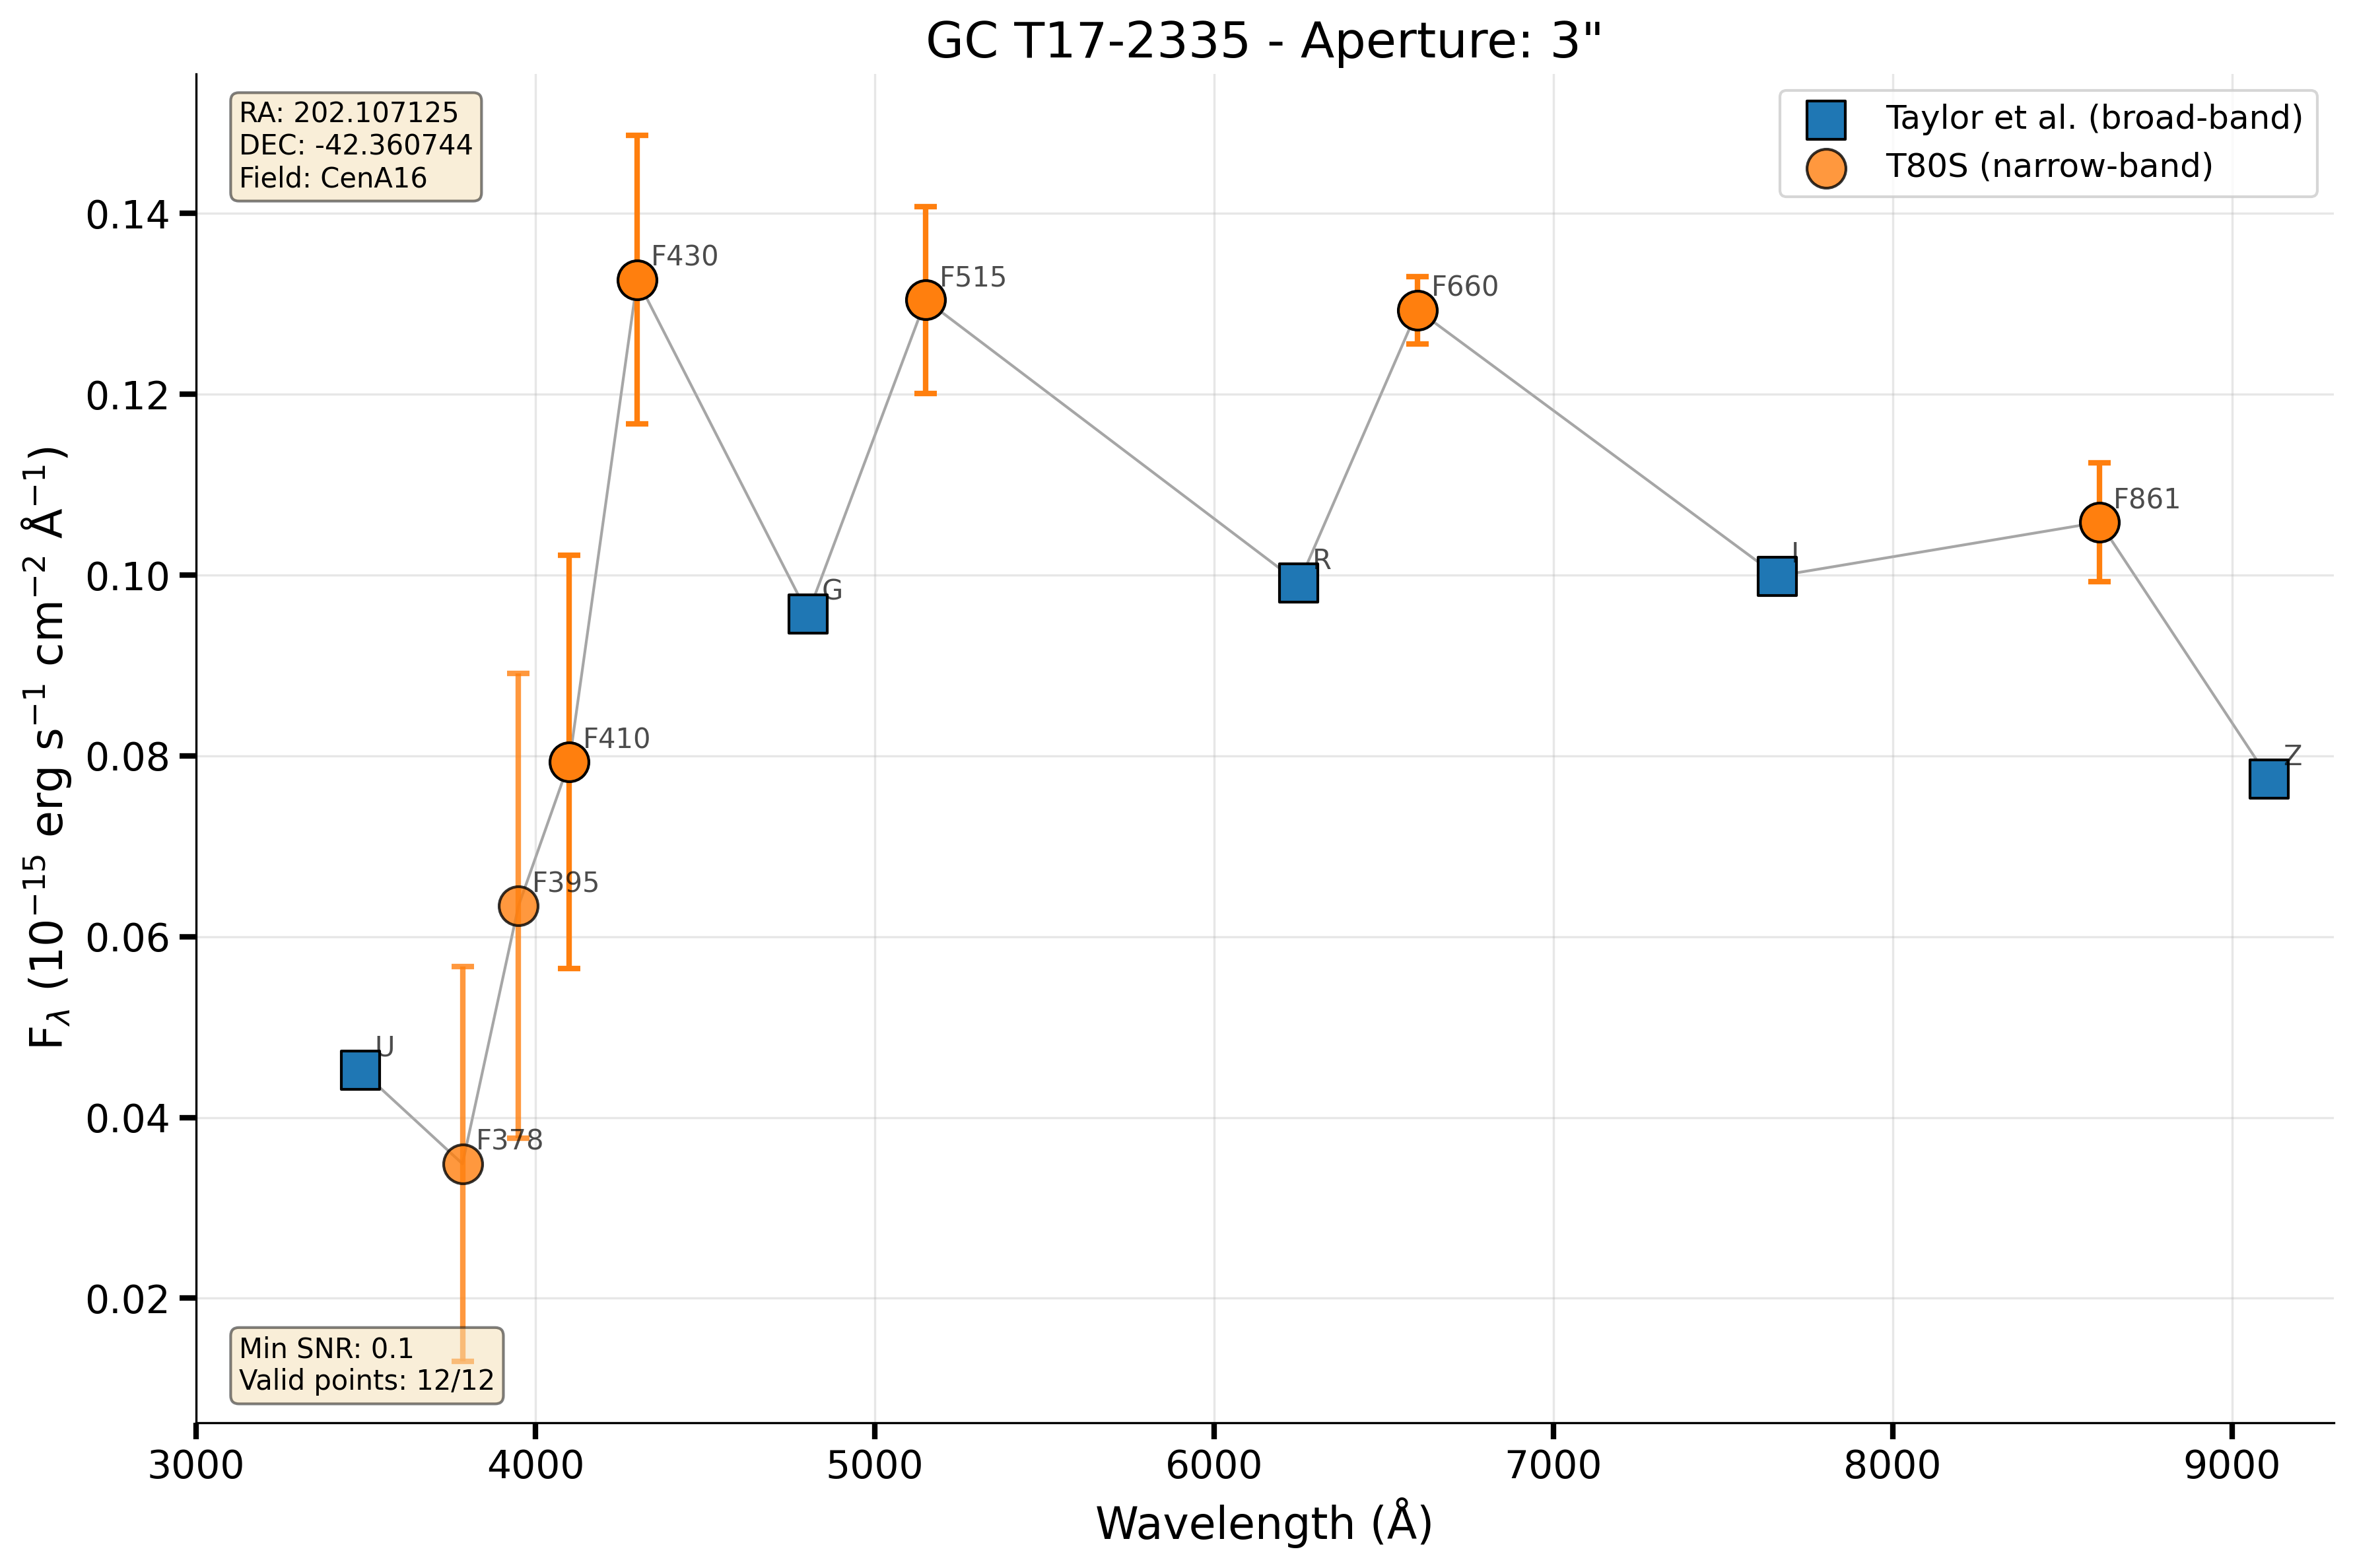 GC T17-2335 - Aperture: 3"
RA: 202.107125
DEC: -42.360744
Field: CenA16
Taylor et al. (broad-band)
T80S (narrow-band)
F430
F515
F660
F861
G
R
I
Z
F410
F395
U
F378
Min SNR: 0.1
Valid points: 12/12
0.14
0.12
0.10
0.08
0.06
0.04
0.02
F$_λ$ (10⁻¹⁵ erg s⁻¹ cm⁻² Å⁻¹)
3000 4000 5000 6000 7000 8000 9000
Wavelength (Å)